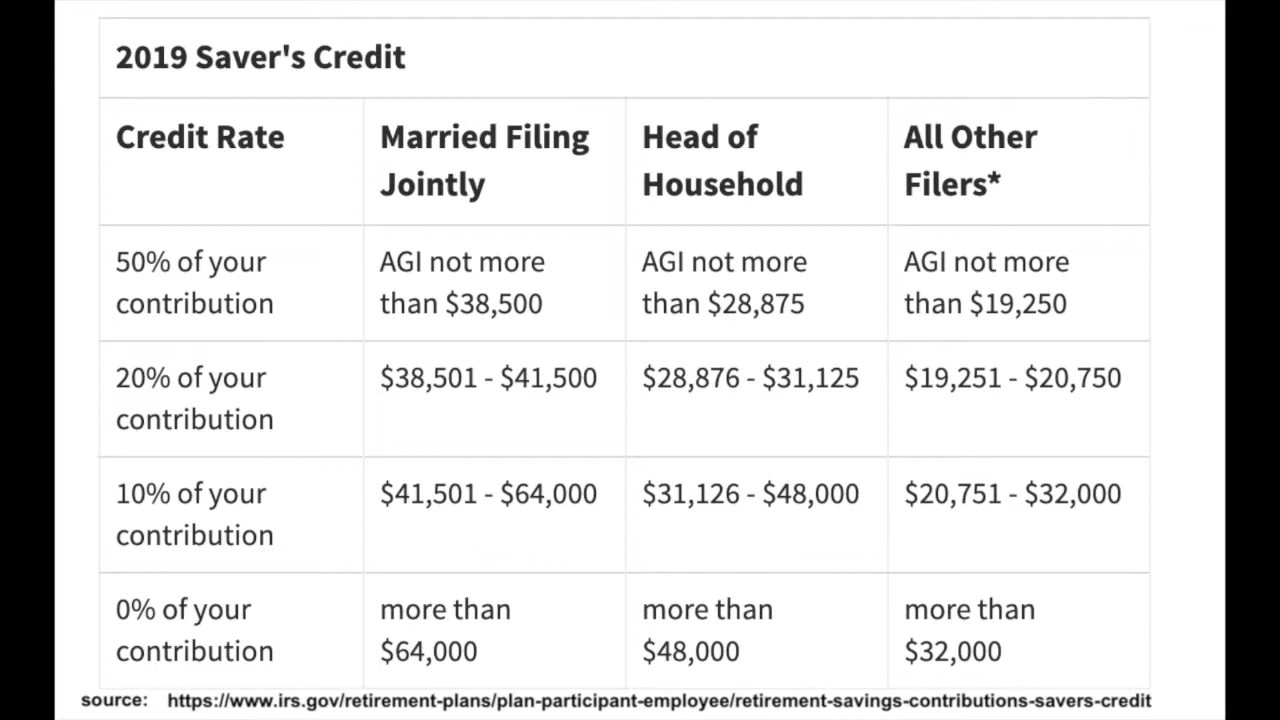 2019 Saver's Credit
Credit Rate
Married Filing
Jointly
Head of
Household
All Other
Filers*
50% of your
contribution
AGI not more
than $38,500
AGI not more
than $28,875
AGI not more
than $19,250
20% of your
contribution
$38,501 - $41,500
$28,876 - $31,125
$19,251 - $20,750
10% of your
contribution
$41,501 - $64,000
$31,126 - $48,000
$20,751 - $32,000
0% of your
contribution
more than
$64,000
more than
$48,000
more than
$32,000
source: https://www.irs.gov/retirement-plans/plan-participant-employee/retirement-savings-contributions-savers-credit